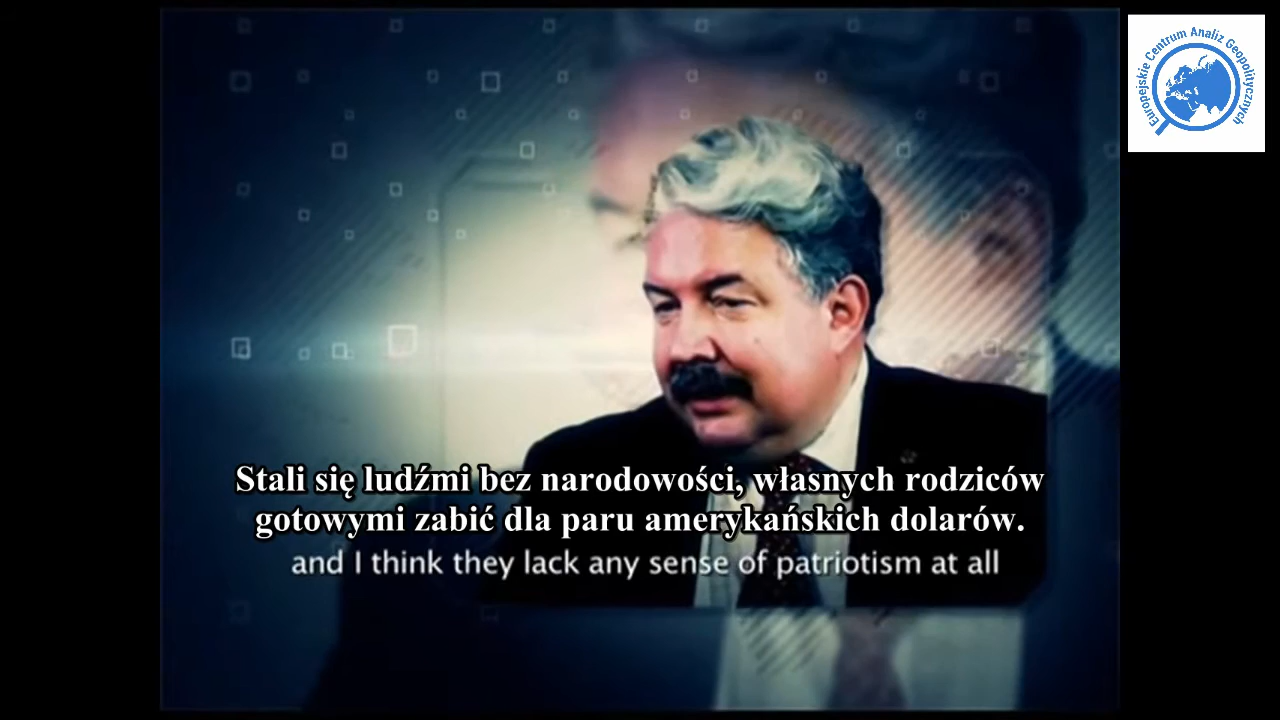 Europejskie Centrum Analiz Geopolitycznych
Stali się ludźmi bez narodowości, własnych rodziców
gotowymi zabić dla paru amerykańskich dolarów.
and I think they lack any sense of patriotism at all